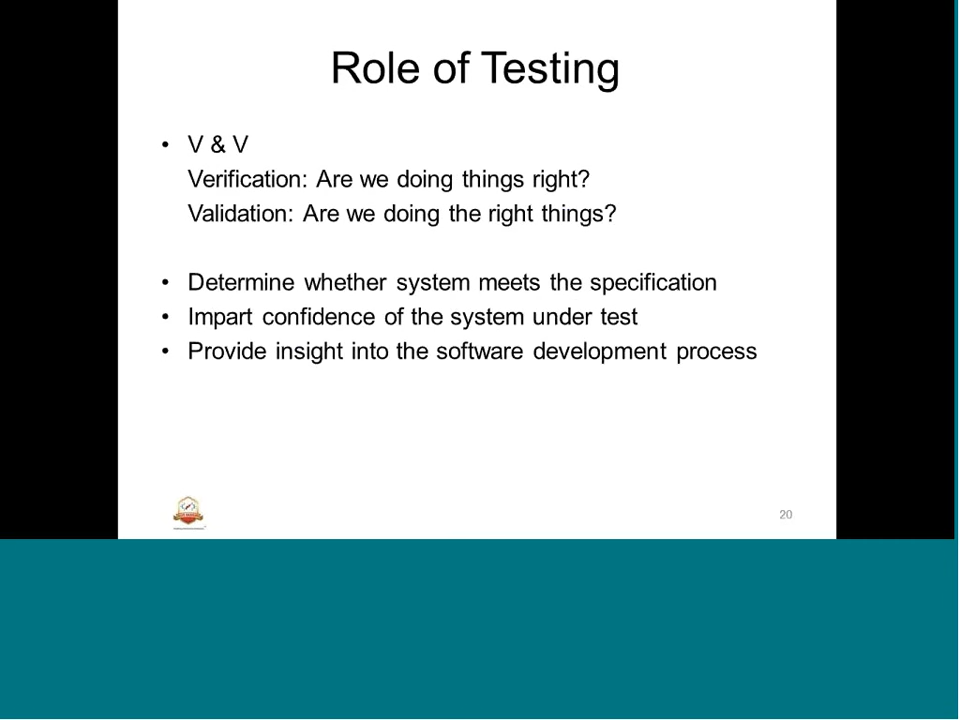 Role of Testing
• V & V
Verification: Are we doing things right?
Validation: Are we doing the right things?
• Determine whether system meets the specification
• Impart confidence of the system under test
• Provide insight into the software development process
20